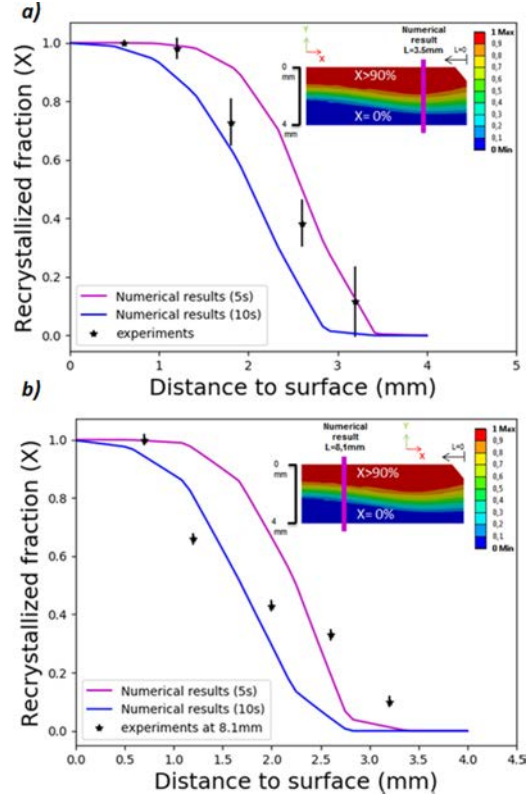 a)
Numerical
result
L=3.5mm
L=0
Y
X
0
mm
4
mm
X>90%
X= 0%
1 Max
0,9
0,8
0,7
0,6
0,5
0,4
0,3
0,2
0,1
0 Min
Recrystallized fraction (X)
1.0
0.8
0.6
0.4
0.2
0.0
Numerical results (5s)
Numerical results (10s)
experiments
0 1 2 3 4 5
Distance to surface (mm)
b)
Numerical
result
L=8,1mm
L=0
Y
X
0
mm
4
mm
X>90%
X= 0%
1 Max
0,9
0,8
0,7
0,6
0,5
0,4
0,3
0,2
0,1
0 Min
Recrystallized fraction (X)
1.0
0.8
0.6
0.4
0.2
0.0
Numerical results (5s)
Numerical results (10s)
experiments at 8.1mm
0.0 0.5 1.0 1.5 2.0 2.5 3.0 3.5 4.0 4.5
Distance to surface (mm)